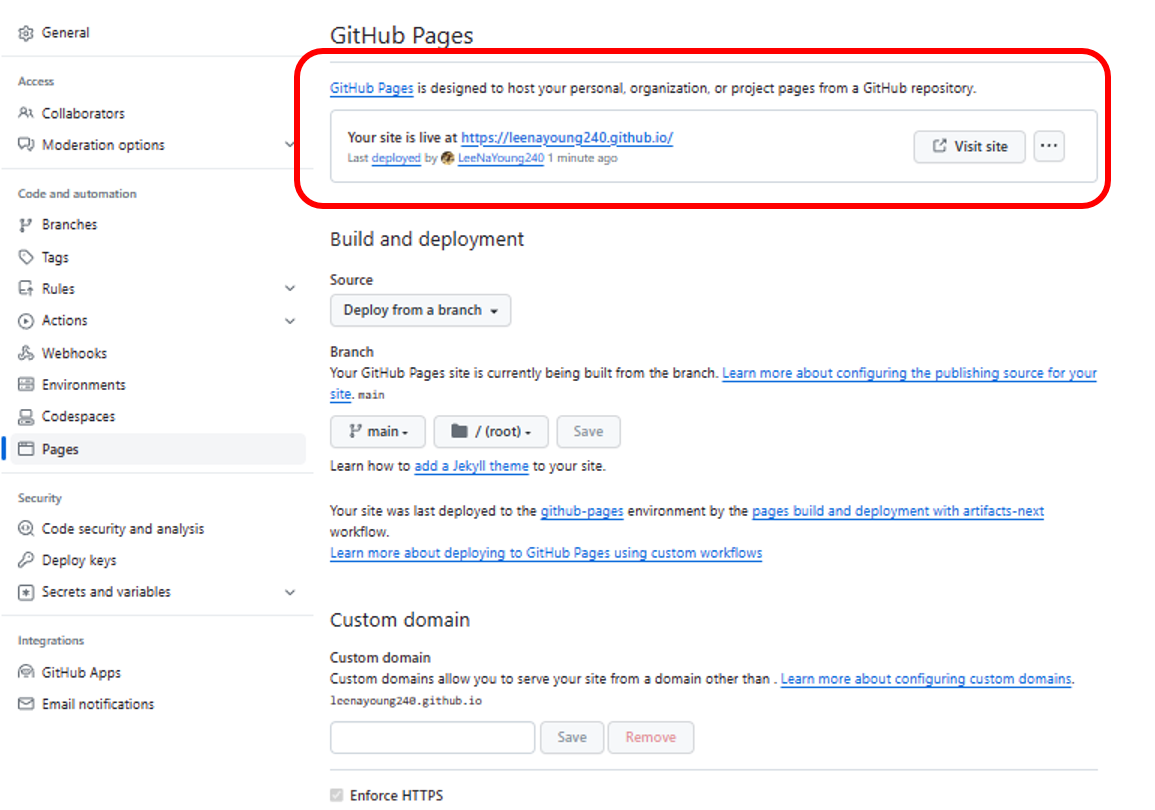 General
Access
Collaborators
Moderation options
Code and automation
Branches
Tags
Rules
Actions
Webhooks
Environments
Codespaces
Pages
Security
Code security and analysis
Deploy keys
Secrets and variables
Integrations
GitHub Apps
Email notifications
GitHub Pages
GitHub Pages is designed to host your personal, organization, or project pages from a GitHub repository.
Your site is live at https://leenayoung240.github.io/
Last deployed by LeeNaYoung240 1 minute ago
Visit site
Build and deployment
Source
Deploy from a branch
Branch
Your GitHub Pages site is currently being built from the branch. Learn more about configuring the publishing source for your
site. main
main / (root) Save
Learn how to add a Jekyll theme to your site.
Your site was last deployed to the github-pages environment by the pages build and deployment with artifacts-next
workflow.
Learn more about deploying to GitHub Pages using custom workflows
Custom domain
Custom domain
Custom domains allow you to serve your site from a domain other than . Learn more about configuring custom domains.
leenayoung240.github.io
Save Remove
Enforce HTTPS